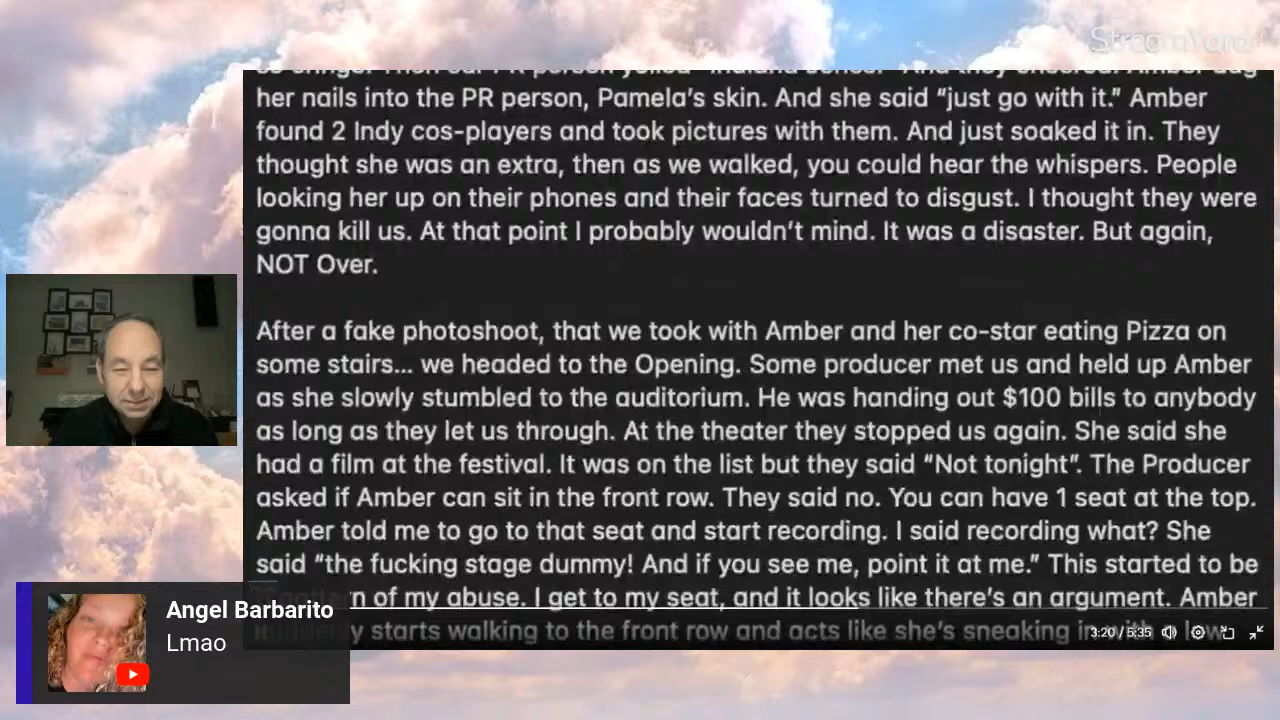 StreamYard
her nails into the PR person, Pamela's skin. And she said “just go with it.” Amber
found 2 Indy cos-players and took pictures with them. And just soaked it in. They
thought she was an extra, then as we walked, you could hear the whispers. People
looking her up on their phones and their faces turned to disgust. I thought they were
gonna kill us. At that point I probably wouldn't mind. It was a disaster. But again,
NOT Over.
After a fake photoshoot, that we took with Amber and her co-star eating Pizza on
some stairs... we headed to the Opening. Some producer met us and held up Amber
as she slowly stumbled to the auditorium. He was handing out $100 bills to anybody
as long as they let us through. At the theater they stopped us again. She said she
had a film at the festival. It was on the list but they said “Not tonight”. The Producer
asked if Amber can sit in the front row. They said no. You can have 1 seat at the top.
Amber told me to go to that seat and start recording. I said recording what? She
said “the fucking stage dummy! And if you see me, point it at me.” This started to be
of my abuse. I get to my seat, and it looks like there's an argument. Amber
starts walking to the front row and acts like she's sneaking in
3:20 / 5:35
Angel Barbarito
Lmao